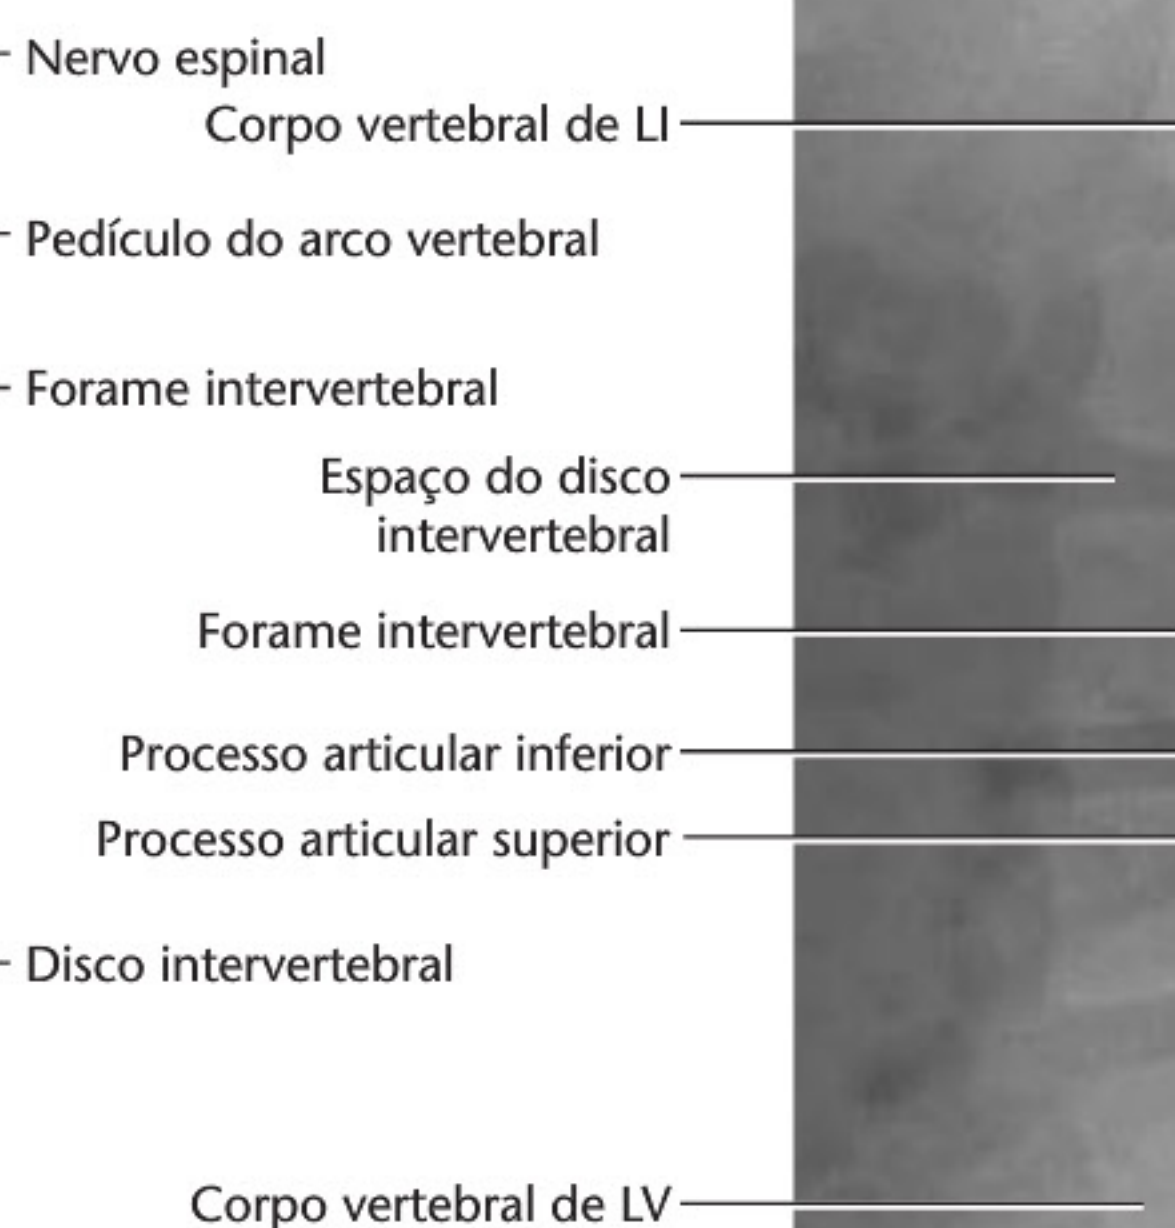 Nervo espinal
Corpo vertebral de LI
Pedículo do arco vertebral
Forame intervertebral
Espaço do disco
intervertebral
Forame intervertebral
Processo articular inferior
Processo articular superior
Disco intervertebral
Corpo vertebral de LV